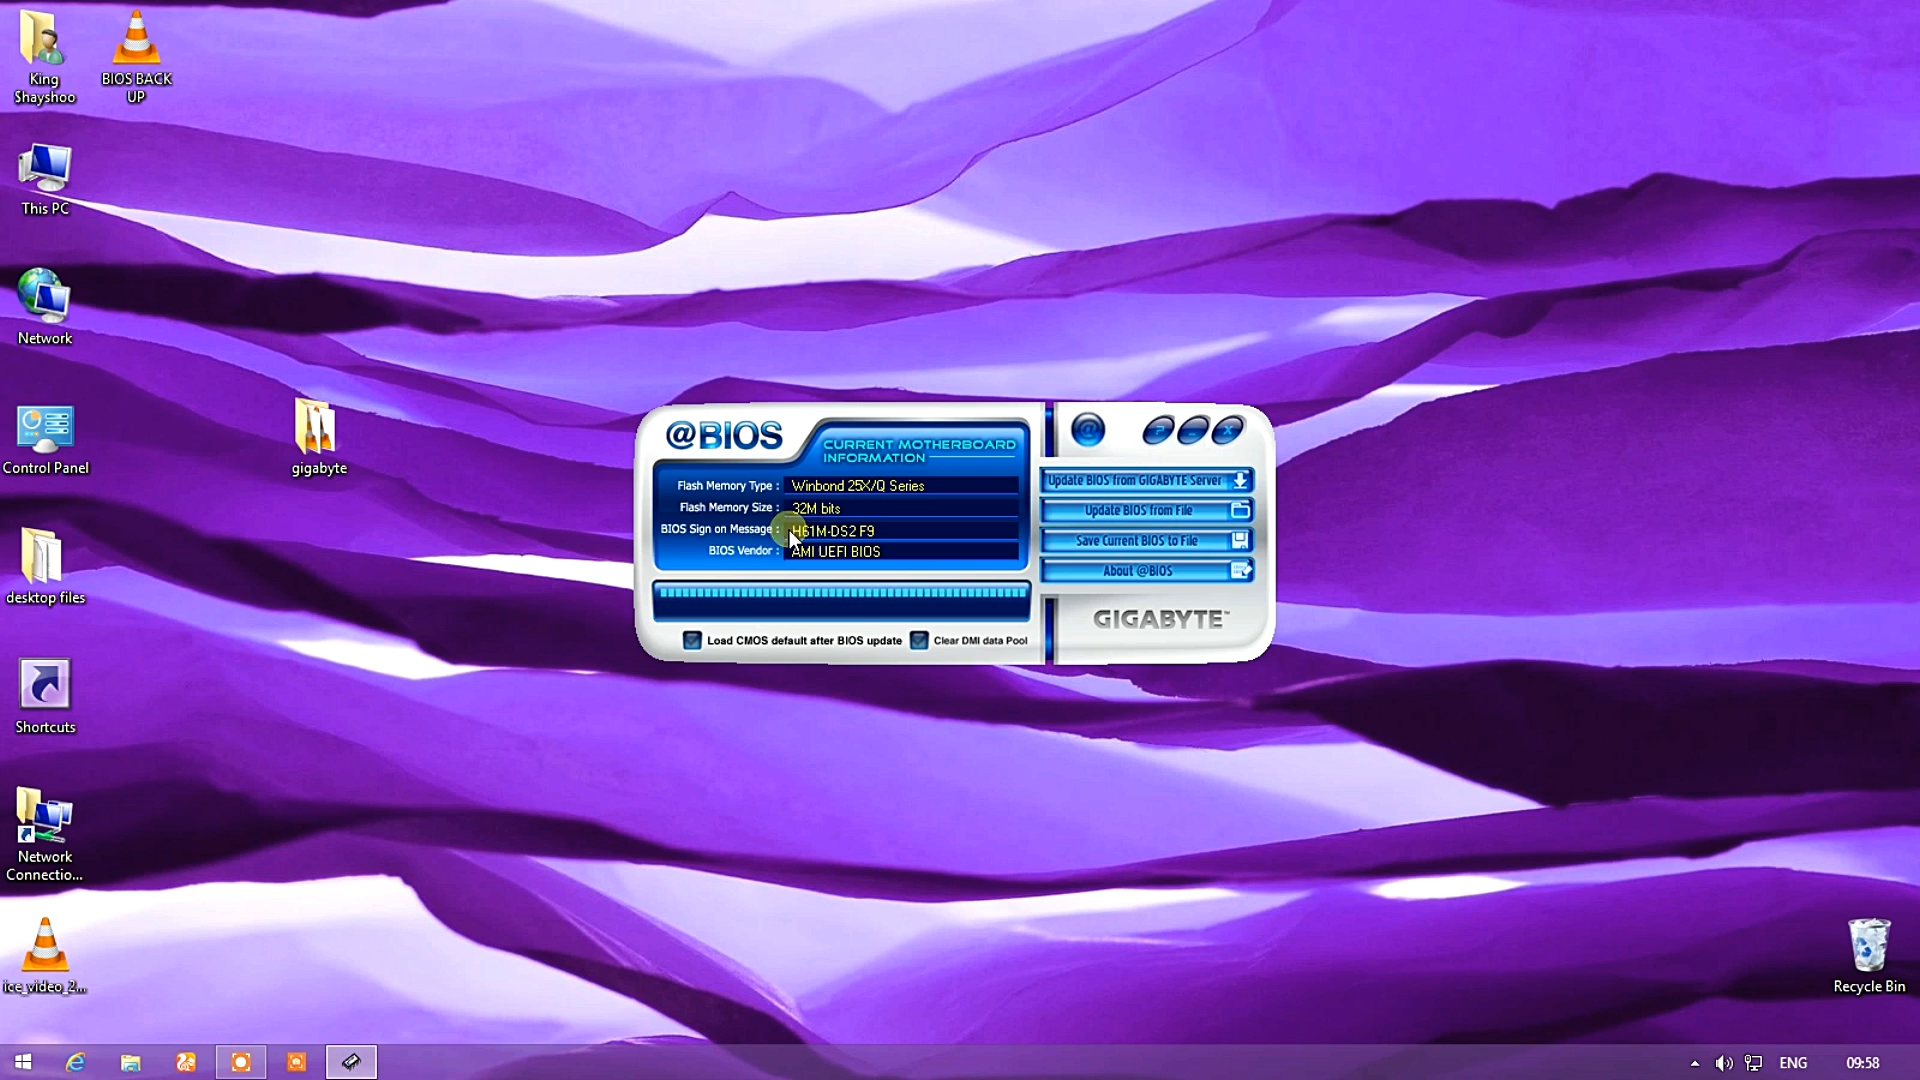 King
Shayshoo
BIOS BACK
UP
This PC
Network
Control Panel
gigabyte
desktop files
Shortcuts
Network
Connectio...
ice_video_2...
Recycle Bin
@BIOS
CURRENT MOTHERBOARD
INFORMATION
Flash Memory Type : Winbond 25X/Q Series
Flash Memory Size : 32M bits
BIOS Sign on Message : H61M-DS2 F9
BIOS Vendor : AMI UEFI BIOS
Load CMOS default after BIOS update
Clear DMI data Pool
Update BIOS from GIGABYTE Server
Update BIOS from File
Save Current BIOS to File
About @BIOS
GIGABYTE™
ENG
09:58